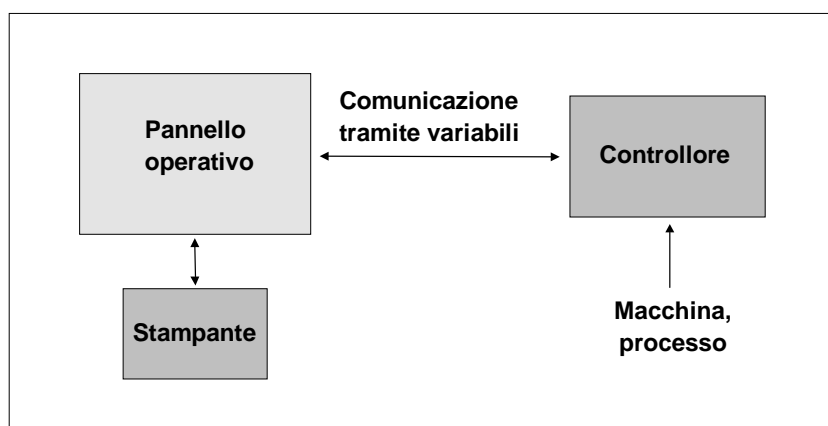 Pannello
operativo
Comunicazione
tramite variabili
Controllore
Stampante
Macchina,
processo